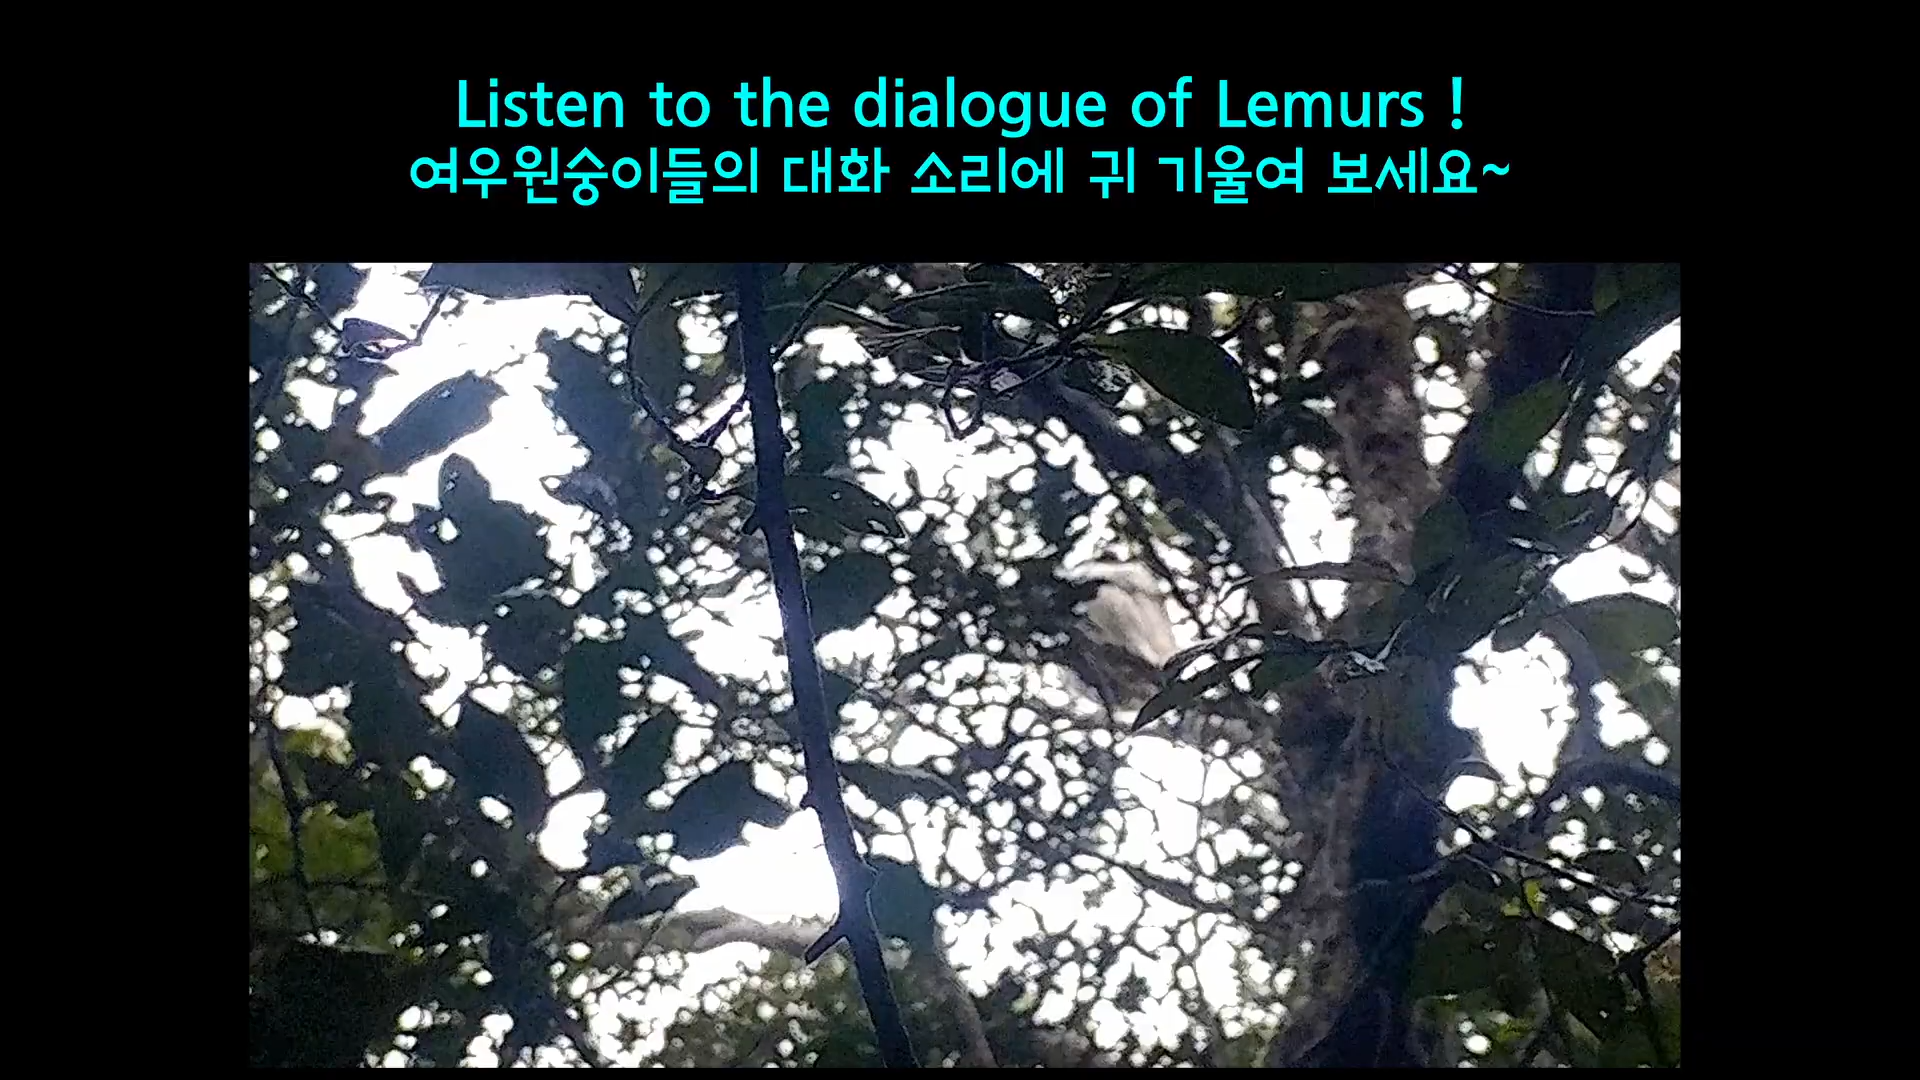 Listen to the dialogue of Lemurs !
여우원숭이들의 대화 소리에 귀 기울여 보세요~